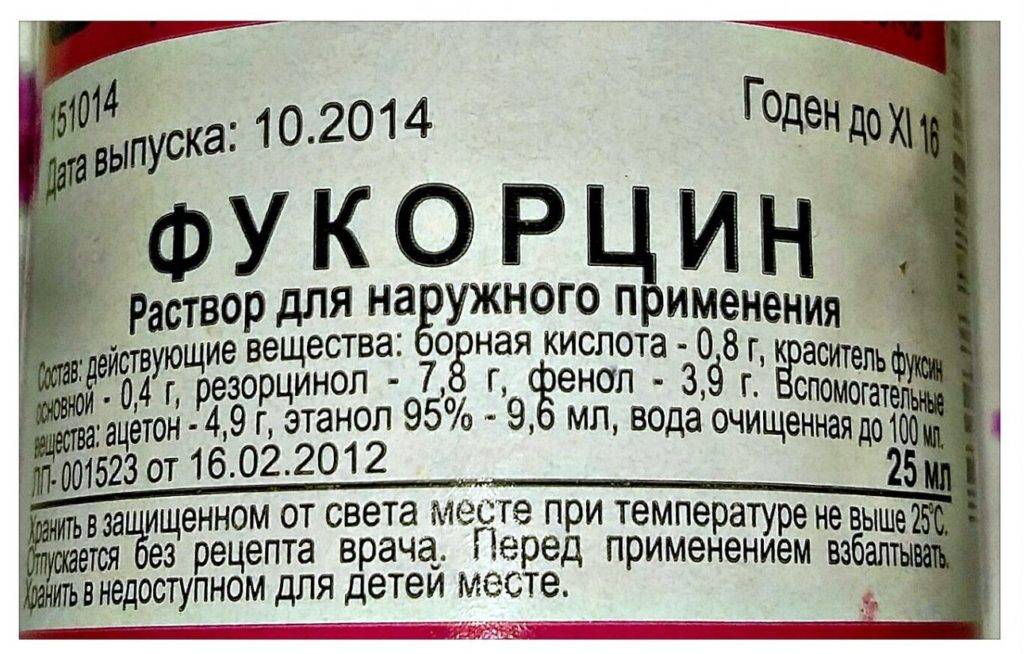 151014
Дата выпуска: 10.2014
Годен до XI 16
ФУКОРЦИН
Раствор для наружного применения
Состав: действующие вещества: борная кислота - 0,8 г, краситель фуксин
основной - 0,4 г, резорцинол - 7,8 г, фенол - 3,9 г. Вспомогательные
вещества: ацетон - 4,9 г, этанол 95% - 9,6 мл, вода очищенная до 100 мл.
ЛП- 001523 от 16.02.2012
25 мл
Хранить в защищенном от света месте при температуре не выше 25°С.
Отпускается без рецепта врача. Перед применением взбалтывать.
Хранить в недоступном для детей месте.